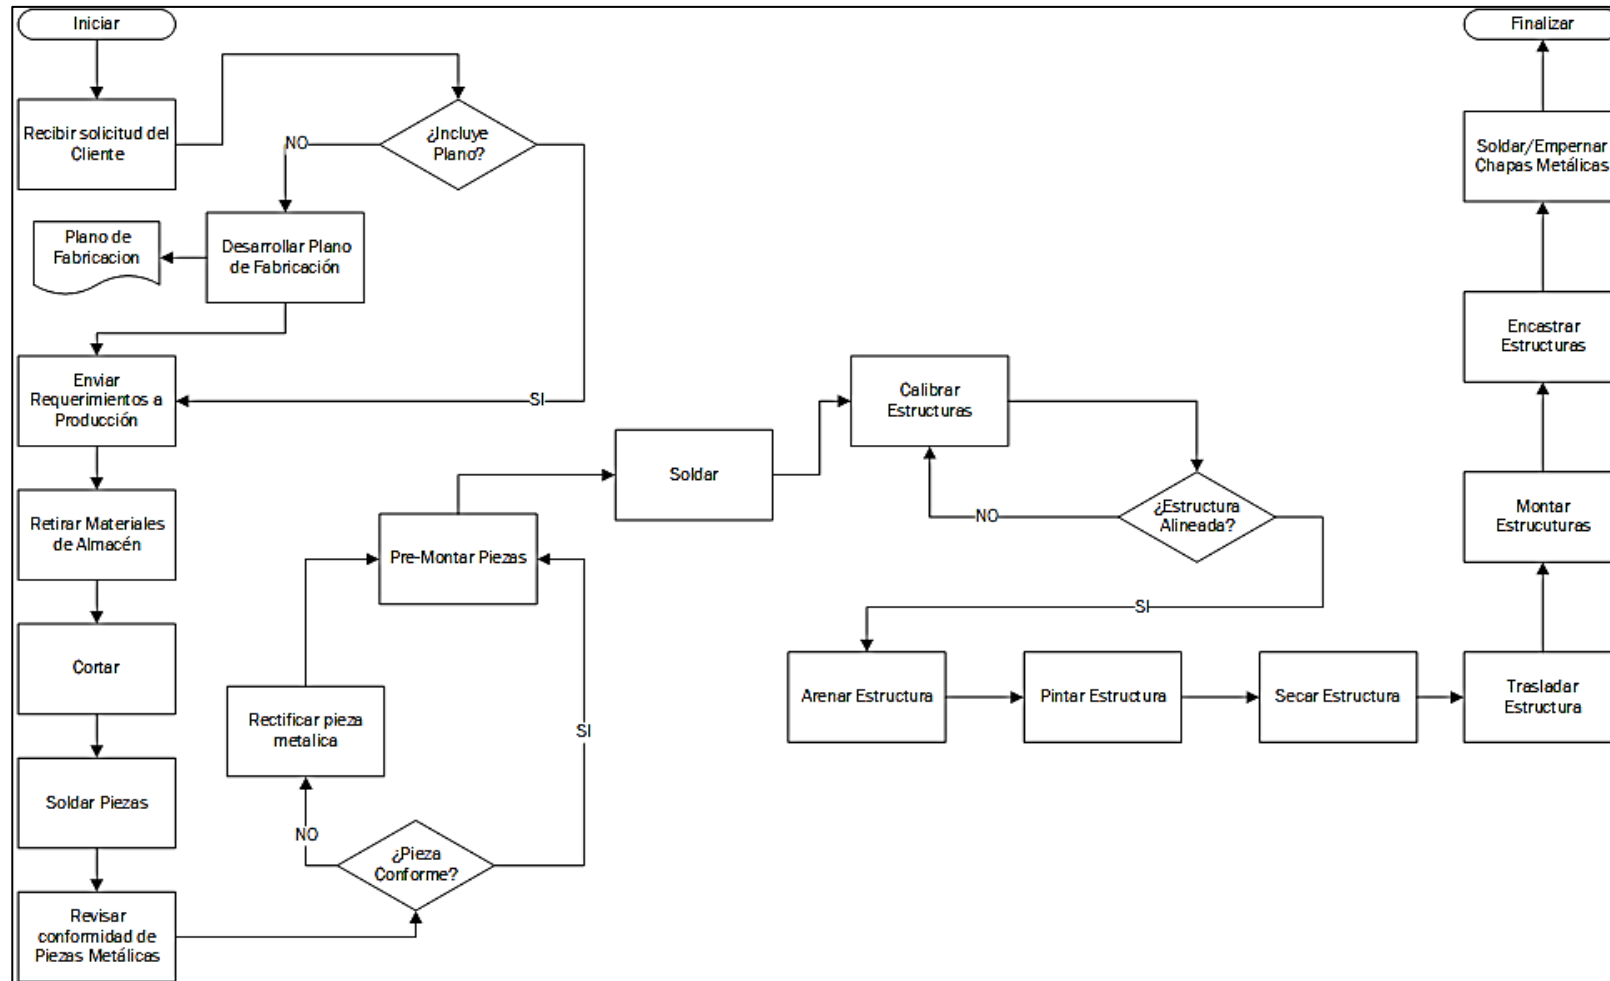 Iniciar
Recibir solicitud del
Cliente
¿Incluye
Plano?
NO
SI
Desarrollar Plano
de Fabricación
Plano de
Fabricacion
Enviar
Requerimientos a
Producción
Retirar Materiales
de Almacén
Cortar
Soldar Piezas
Revisar
conformidad de
Piezas Metálicas
¿Pieza
Conforme?
NO
SI
Rectificar pieza
metalica
Pre-Montar Piezas
Soldar
Calibrar
Estructuras
¿Estructura
Alineada?
NO
SI
Arenar Estructura
Pintar Estructura
Secar Estructura
Trasladar
Estructura
Montar
Estrucuturas
Encastrar
Estructuras
Soldar/Empernar
Chapas Metálicas
Finalizar